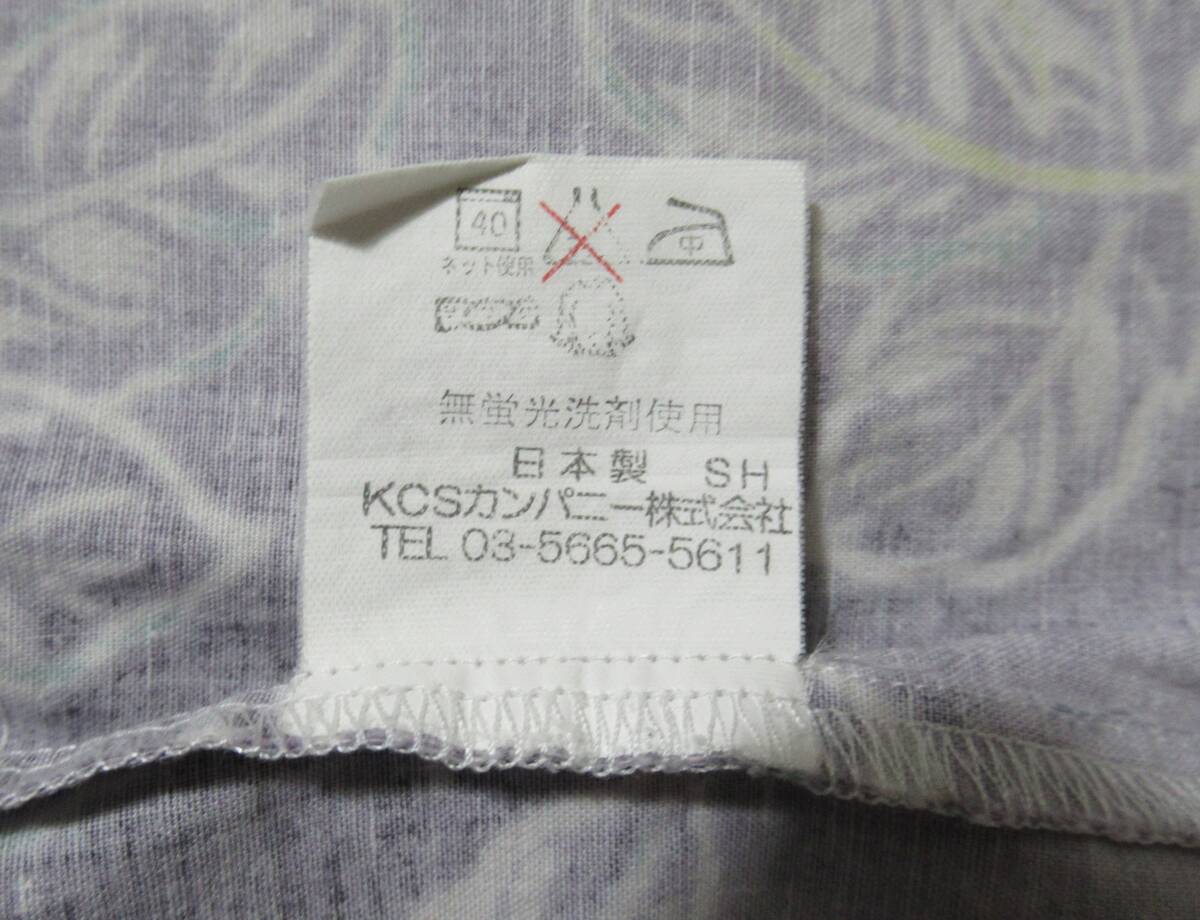 40
中
ネット使用
無蛍光洗剤使用
日本製 SH
KCSカンパニー株式会社
TEL 03-5665-5611